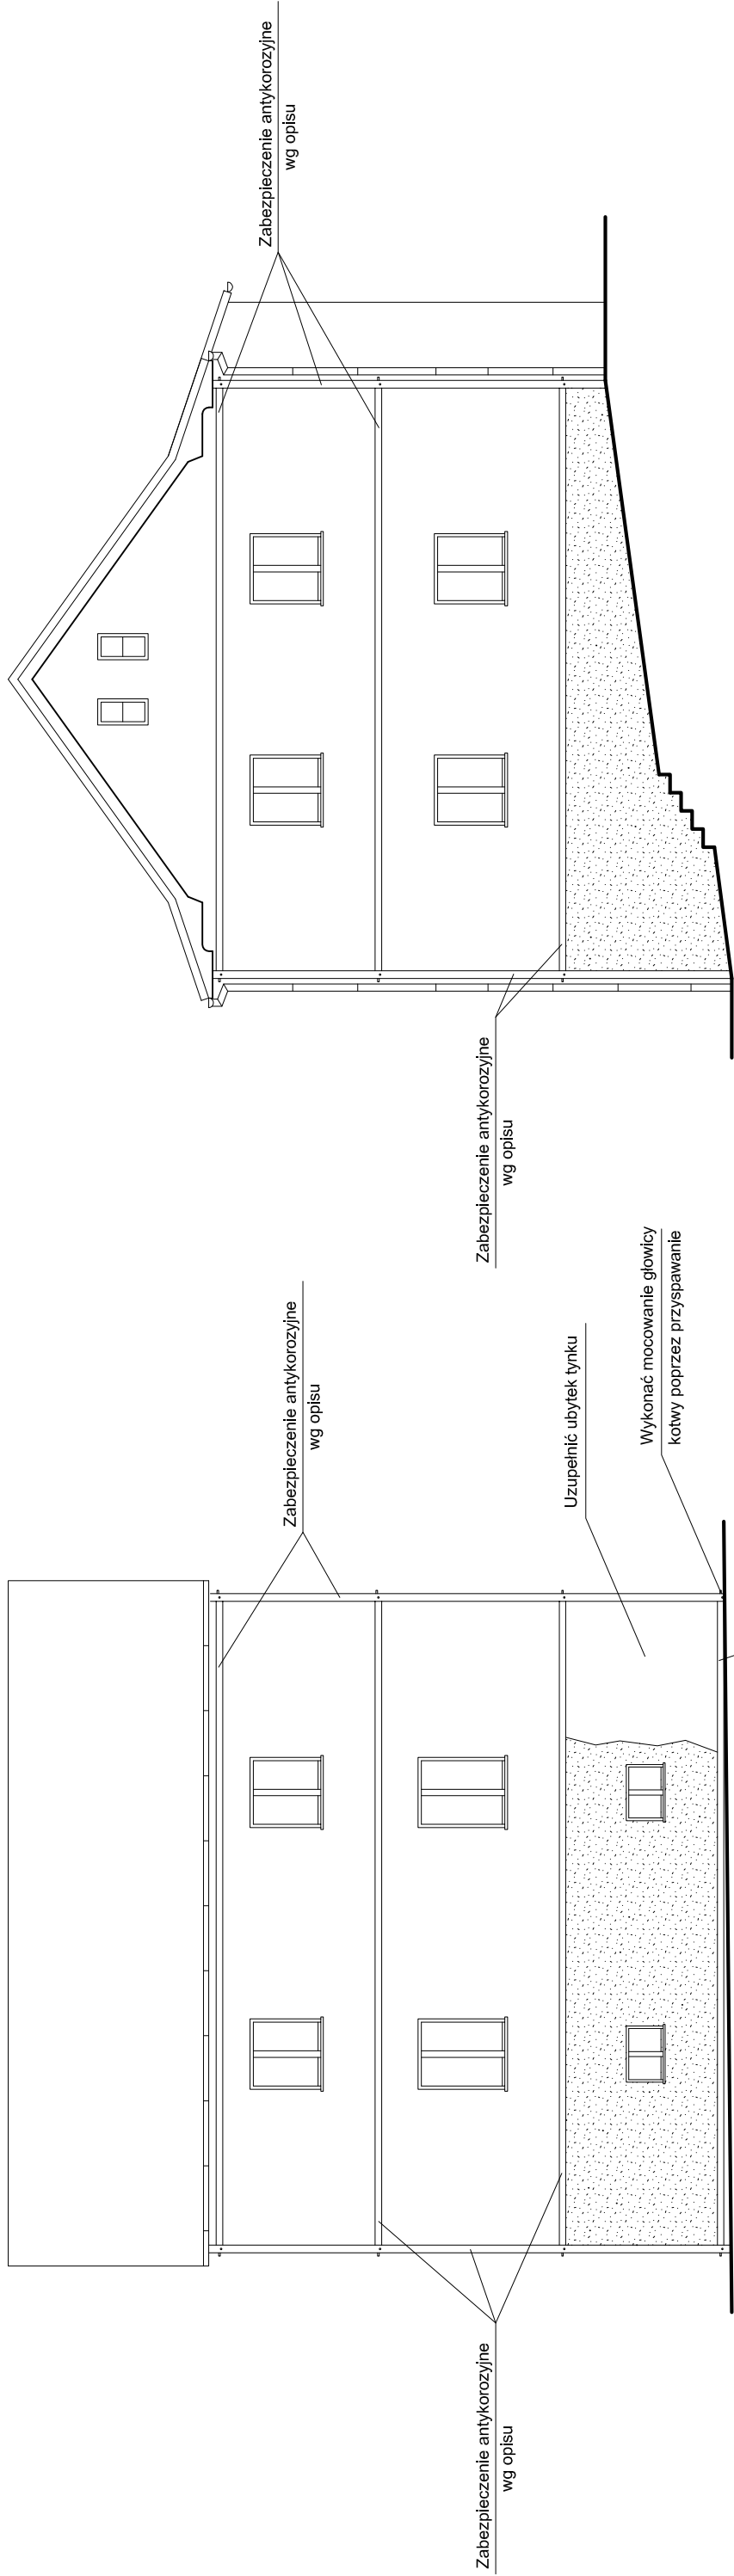 Zabezpieczenie antykorozyjne
wg opisu
Zabezpieczenie antykorozyjne
wg opisu
Uzupełnić ubytek tynku
Wykonać mocowanie głowicy
kotwy poprzez przyspawanie
Zabezpieczenie antykorozyjne
wg opisu
Zabezpieczenie antykorozyjne
wg opisu